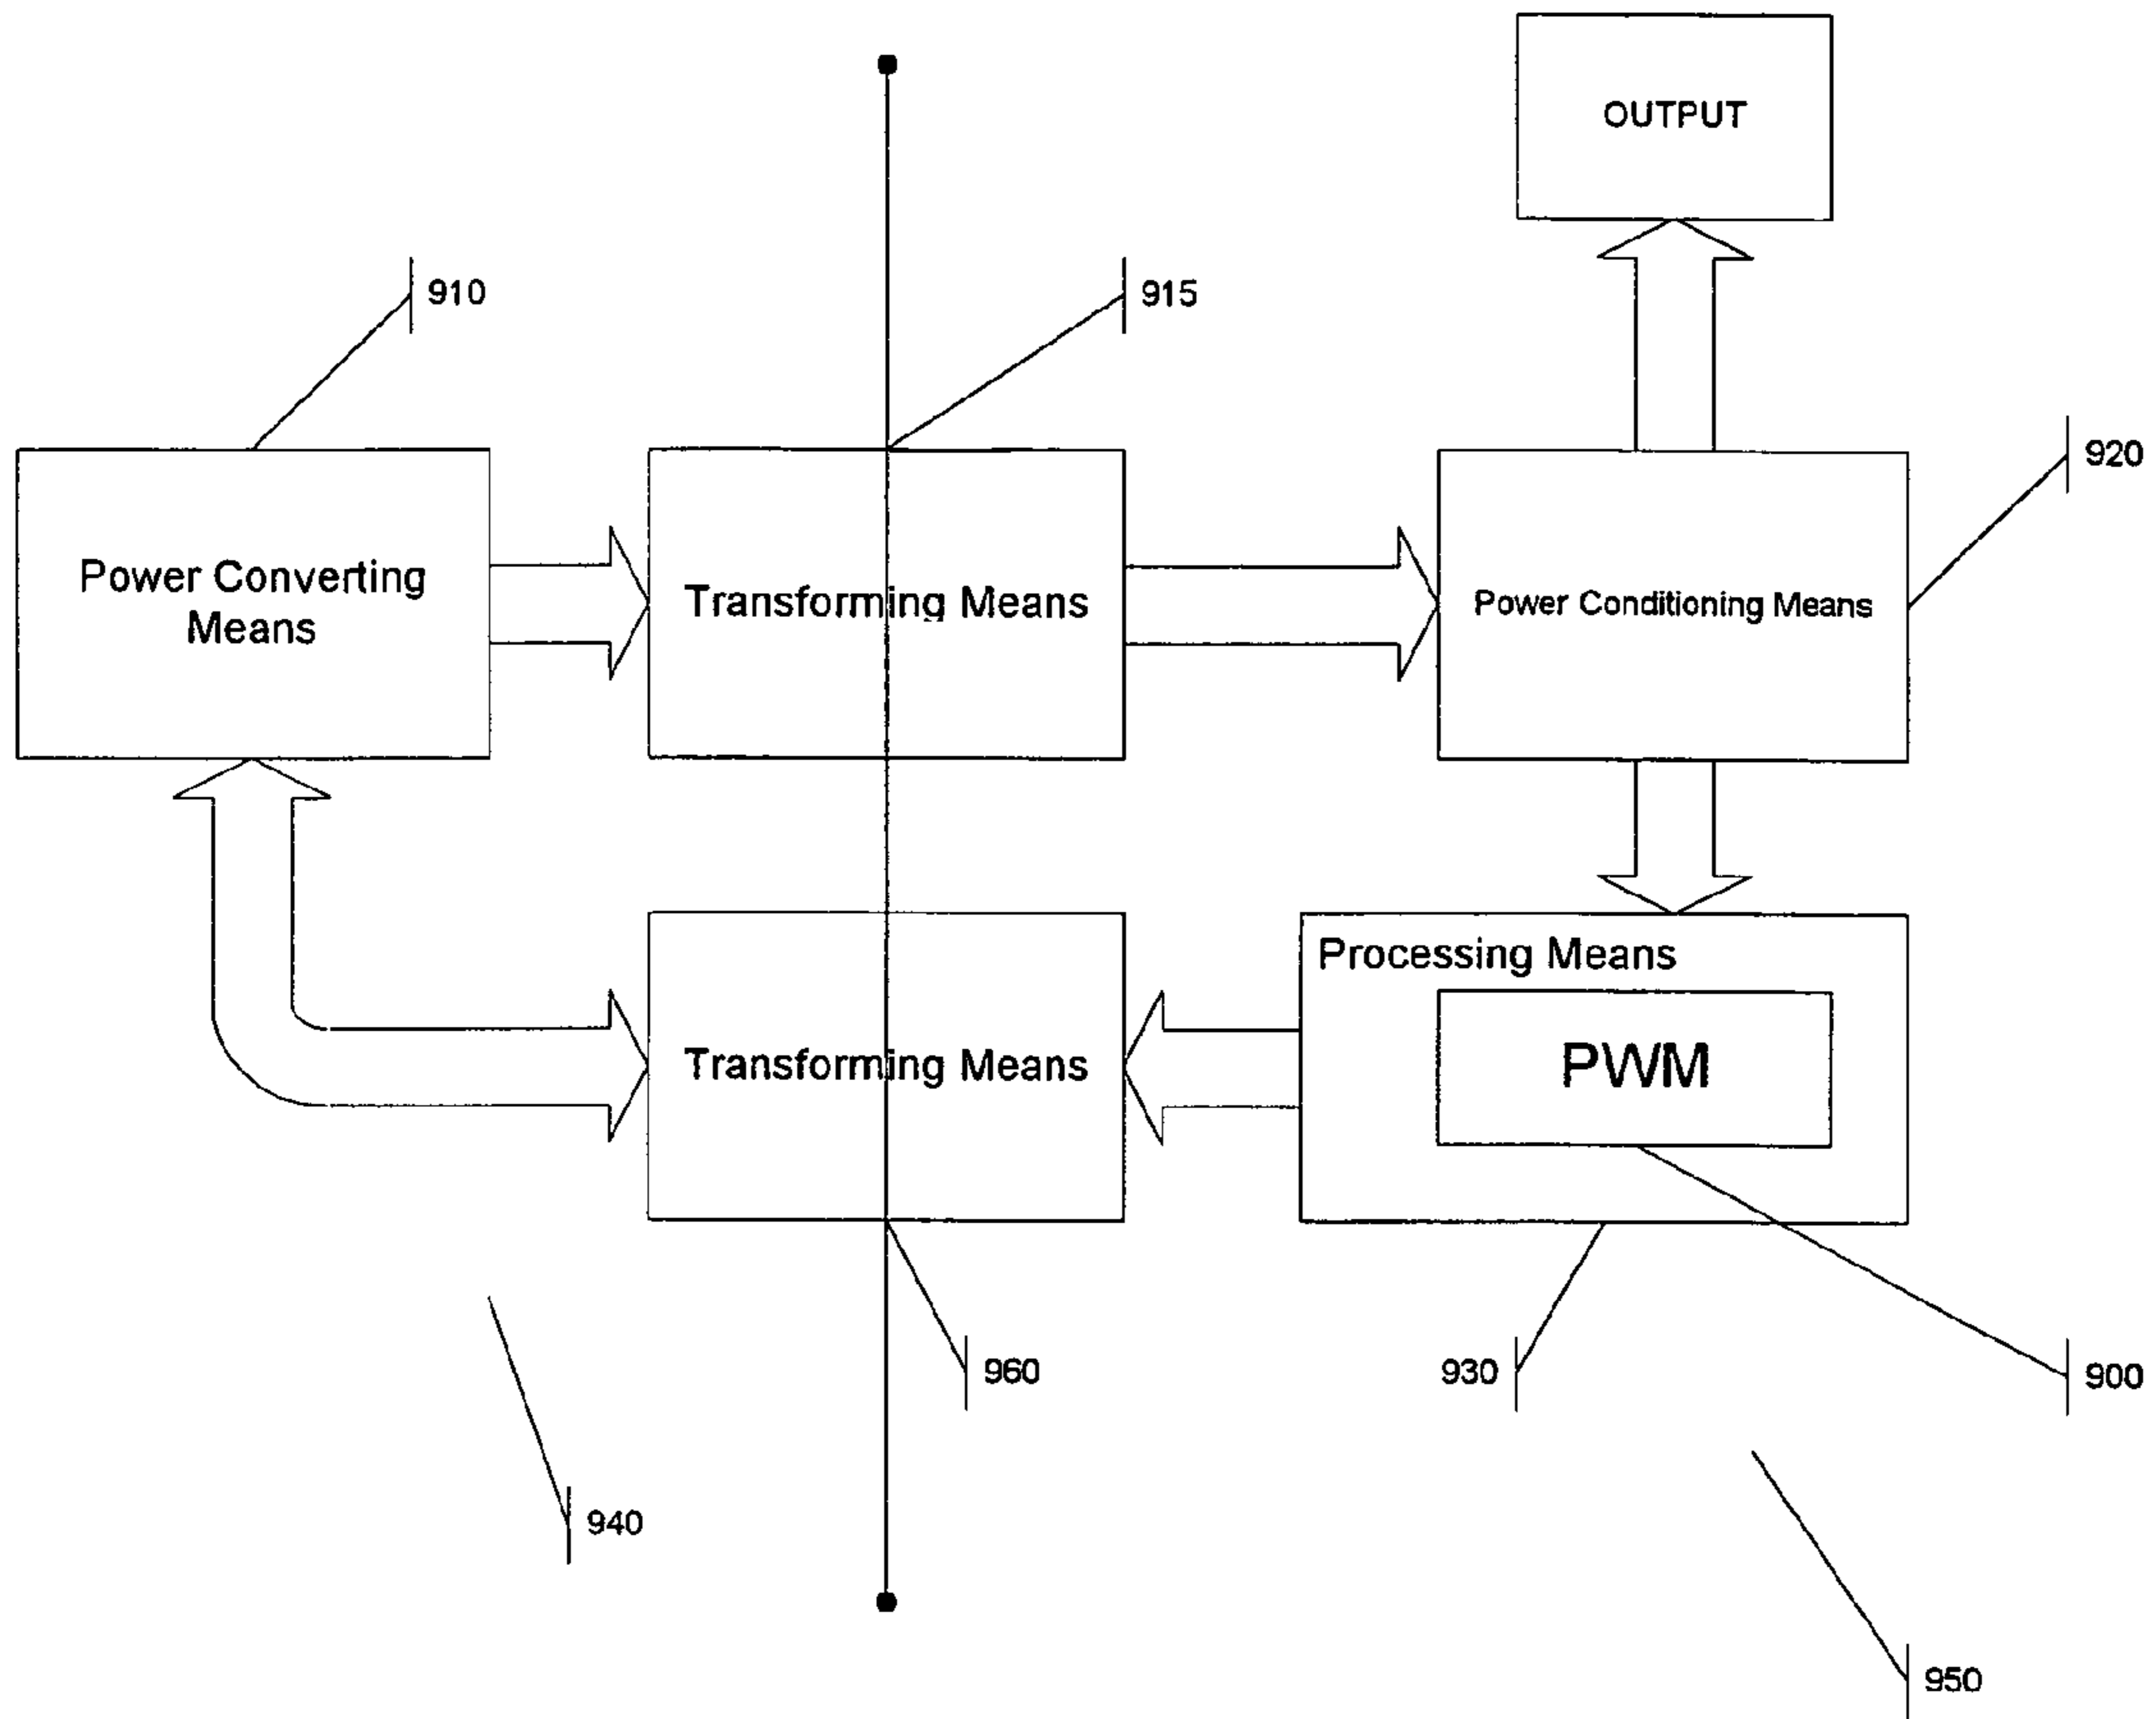 OUTPUT
910
915
920
Power Converting
Means
Transforming Means
Power Conditioning Means
Processing Means
PWM
Transforming Means
960
930
900
940
950